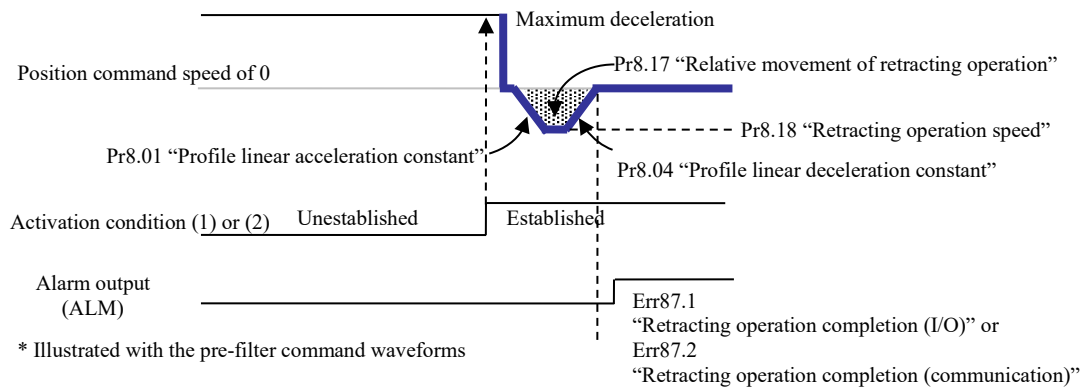 Maximum deceleration
Position command speed of 0
Pr8.17 “Relative movement of retracting operation”
Pr8.18 “Retracting operation speed”
Pr8.01 “Profile linear acceleration constant”
Pr8.04 “Profile linear deceleration constant”
Activation condition (1) or (2)
Unestablished
Established
Alarm output
(ALM)
Err87.1
“Retracting operation completion (I/O)” or
Err87.2
“Retracting operation completion (communication)”
* Illustrated with the pre-filter command waveforms